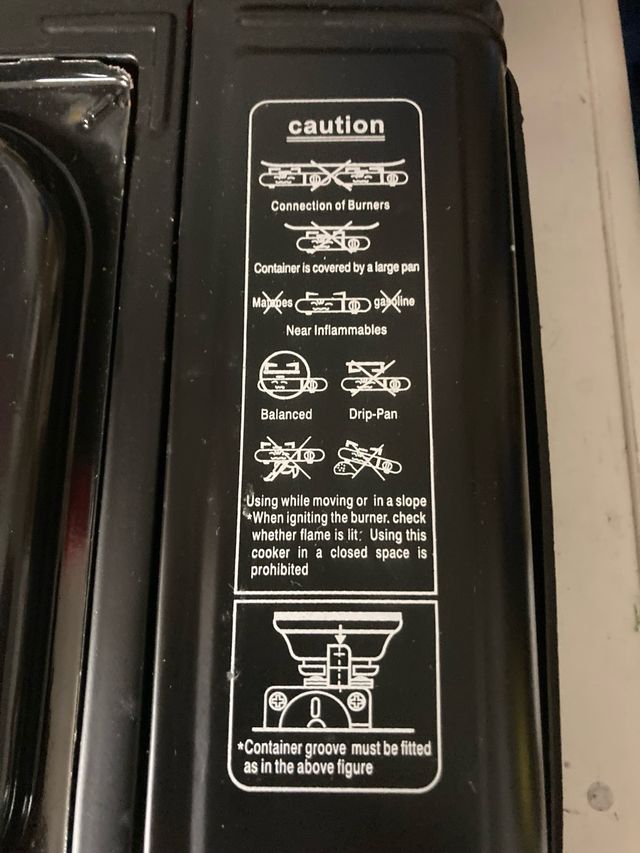 caution
Connection of Burners
Container is covered by a large pan
gasoline
Near Inflammables
Balanced Drip-Pan
Using while moving or in a slope
*When igniting the burner. check
whether flame is lit: Using this
cooker in a closed space is
prohibited
*Container groove must be fitted
as in the above figure